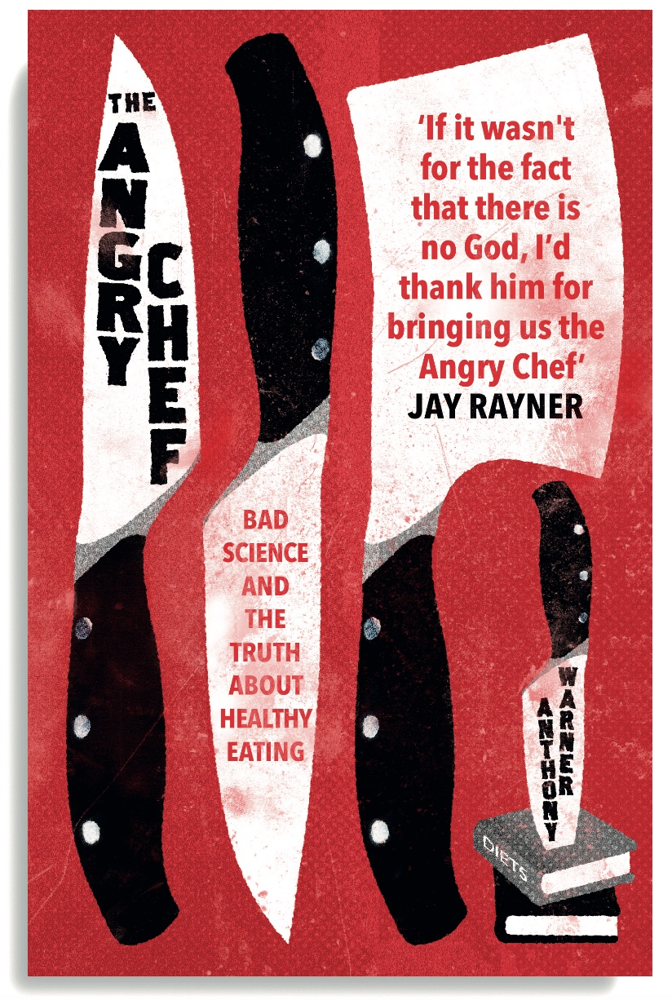 THE
ANGRY
CHEF
BAD
SCIENCE
AND
THE
TRUTH
ABOUT
HEALTHY
EATING
‘If it wasn't
for the fact
that there is
no God, I’d
thank him for
bringing us the
Angry Chef’
JAY RAYNER
ANTHONY
WARNER
DIETS